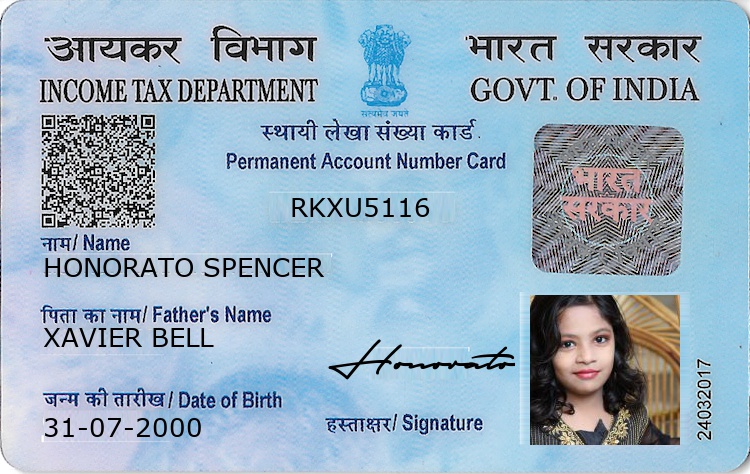 आयकर विभाग
भारत सरकार
INCOME TAX DEPARTMENT
GOVT. OF INDIA
सत्यमेव जयते
स्थायी लेखा संख्या कार्ड
Permanent Account Number Card
RKXU5116
भारत
सरकार
नाम/ Name
HONORATO SPENCER
पिता का नाम/ Father's Name
XAVIER BELL
Honorato
जन्म की तारीख/ Date of Birth
31-07-2000
हस्ताक्षर/ Signature
24032017